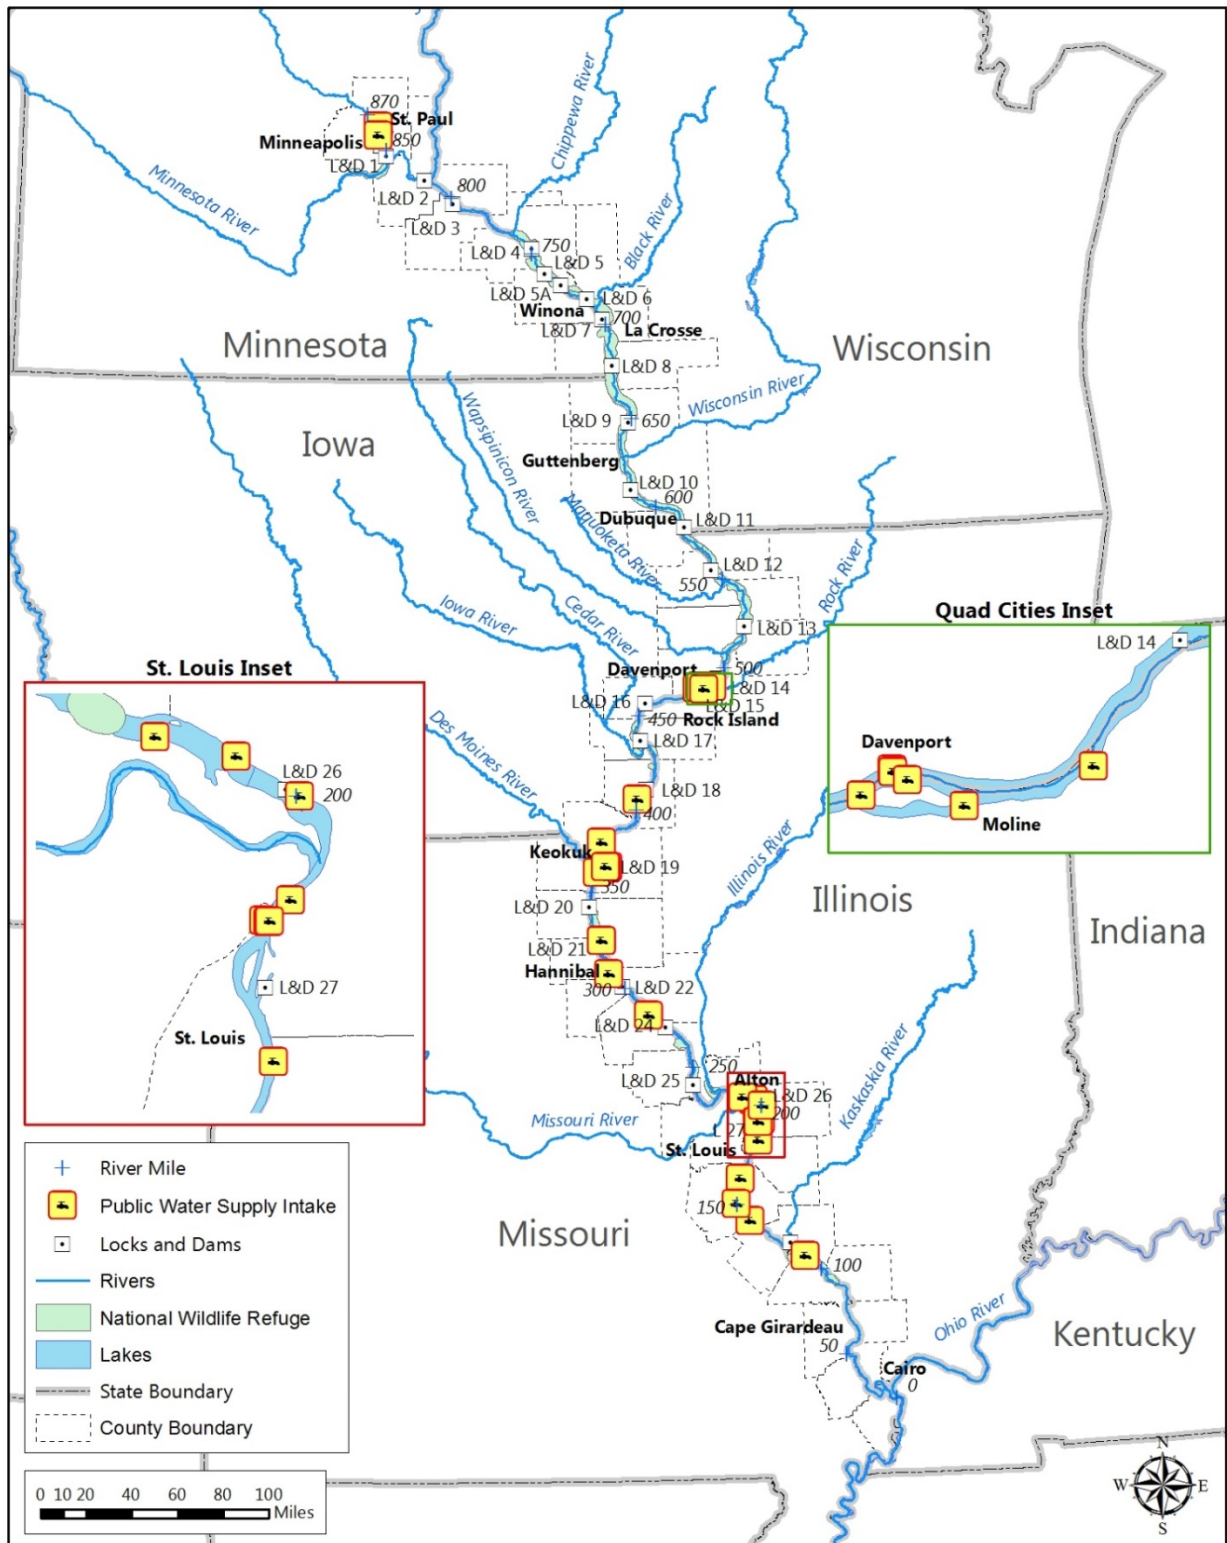 870
St. Paul
Minneapolis
850
L&D 1
Chippewa River
Minnesota River
L&D 2
800
L&D 3
Black River
L&D 4
750
L&D 5
L&D 5A
L&D 6
Winona
700
L&D 7
La Crosse
Minnesota
Wisconsin
L&D 8
Wisconsin River
Wapsipinicon River
L&D 9
650
Iowa
Guttenberg
L&D 10
600
Maquoketa River
Dubuque
L&D 11
L&D 12
550
Rock River
Iowa River
Cedar River
L&D 13
Quad Cities Inset
L&D 14
Davenport
Moline
St. Louis Inset
L&D 26
200
L&D 27
St. Louis
Davenport
500
L&D 14
L&D 16
L&D 15
450
Rock Island
Des Moines River
L&D 17
L&D 18
400
Keokuk
L&D 19
350
Illinois River
L&D 20
Illinois
Indiana
L&D 21
Hannibal
300
L&D 22
L&D 24
Kaskaskia River
250
L&D 25
Alton
L&D 26
200
Missouri River
27
St. Louis
150
Missouri
100
Cape Girardeau
50
Ohio River
Kentucky
Cairo
0
River Mile
Public Water Supply Intake
Locks and Dams
Rivers
National Wildlife Refuge
Lakes
State Boundary
County Boundary
0 10 20 40 60 80 100
Miles
N
W E
S